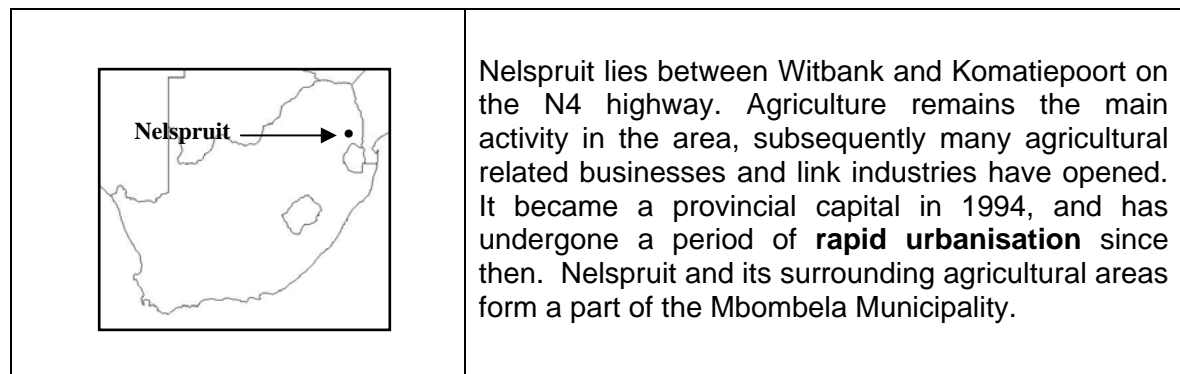 Nelspruit
Nelspruit lies between Witbank and Komatiepoort on
the N4 highway. Agriculture remains the main
activity in the area, subsequently many agricultural
related businesses and link industries have opened.
It became a provincial capital in 1994, and has
undergone a period of rapid urbanisation since
then. Nelspruit and its surrounding agricultural areas
form a part of the Mbombela Municipality.